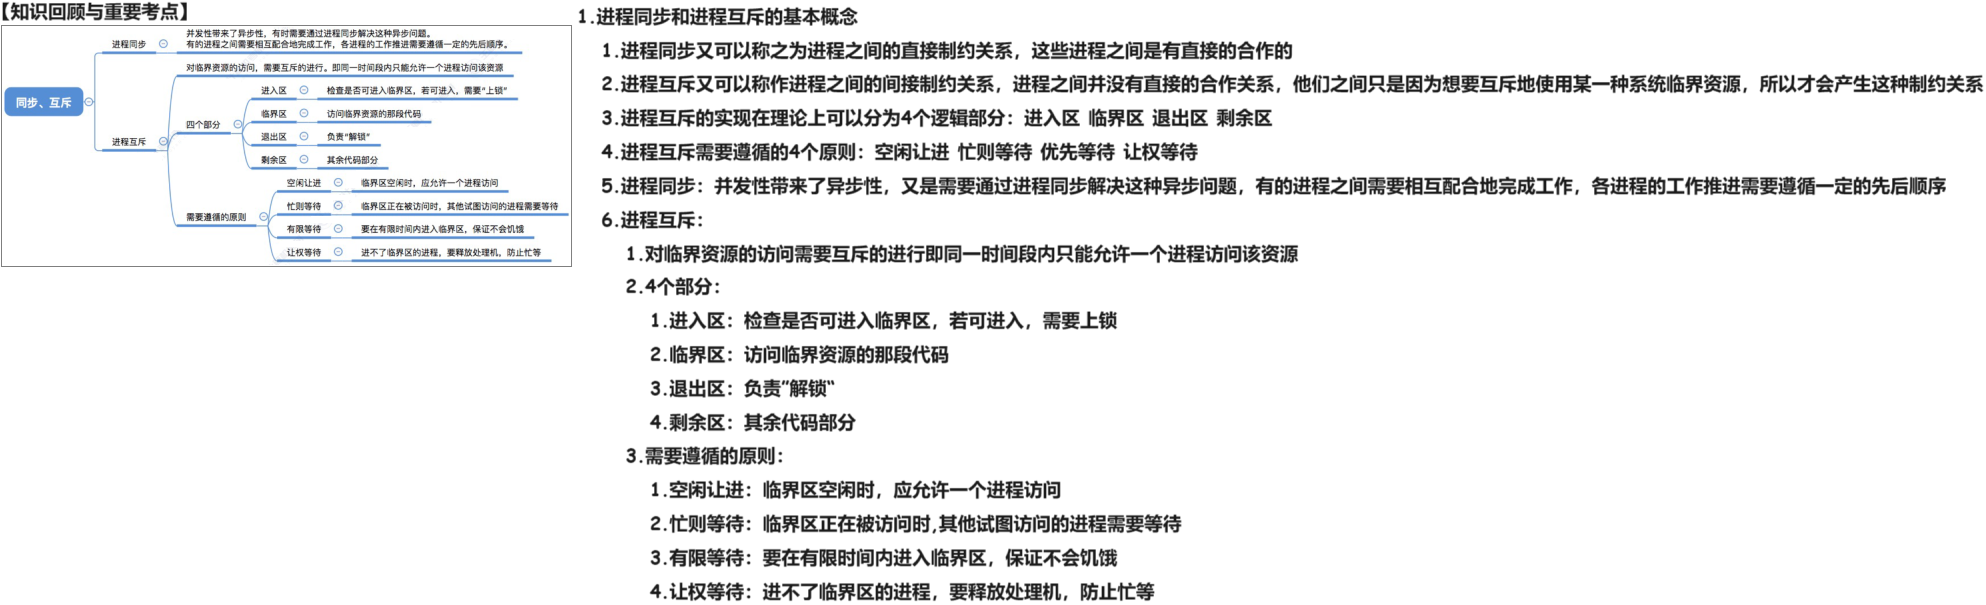 【知识回顾与重要考点】
同步、互斥
进程同步
并发性带来了异步性，有时需要通过进程同步解决这种异步问题。
有的进程之间需要相互配合地完成工作，各进程的工作推进需要遵循一定的先后顺序。
进程互斥
对临界资源的访问，需要互斥的进行。即同一时间段内只能允许一个进程访问该资源
四个部分
进入区
检查是否可进入临界区，若可进入，需要“上锁”
临界区
访问临界资源的那段代码
退出区
负责“解锁”
剩余区
其余代码部分
需要遵循的原则
空闲让进
临界区空闲时，应允许一个进程访问
忙则等待
临界区正在被访问时，其他试图访问的进程需要等待
有限等待
要在有限时间内进入临界区，保证不会饥饿
让权等待
进不了临界区的进程，要释放处理机，防止忙等
1.进程同步和进程互斥的基本概念
1.进程同步又可以称之为进程之间的直接制约关系，这些进程之间是有直接的合作的
2.进程互斥又可以称作进程之间的间接制约关系，进程之间并没有直接的合作关系，他们之间只是因为想要互斥地使用某一种系统临界资源，所以才会产生这种制约关系
3.进程互斥的实现在理论上可以分为4个逻辑部分：进入区 临界区 退出区 剩余区
4.进程互斥需要遵循的4个原则：空闲让进 忙则等待 优先等待 让权等待
5.进程同步：并发性带来了异步性，又是需要通过进程同步解决这种异步问题，有的进程之间需要相互配合地完成工作，各进程的工作推进需要遵循一定的先后顺序
6.进程互斥：
1.对临界资源的访问需要互斥的进行即同一时间段内只能允许一个进程访问该资源
2.4个部分：
1.进入区：检查是否可进入临界区，若可进入，需要上锁
2.临界区：访问临界资源的那段代码
3.退出区：负责”解锁“
4.剩余区：其余代码部分
3.需要遵循的原则：
1.空闲让进：临界区空闲时，应允许一个进程访问
2.忙则等待：临界区正在被访问时,其他试图访问的进程需要等待
3.有限等待：要在有限时间内进入临界区，保证不会饥饿
4.让权等待：进不了临界区的进程，要释放处理机，防止忙等